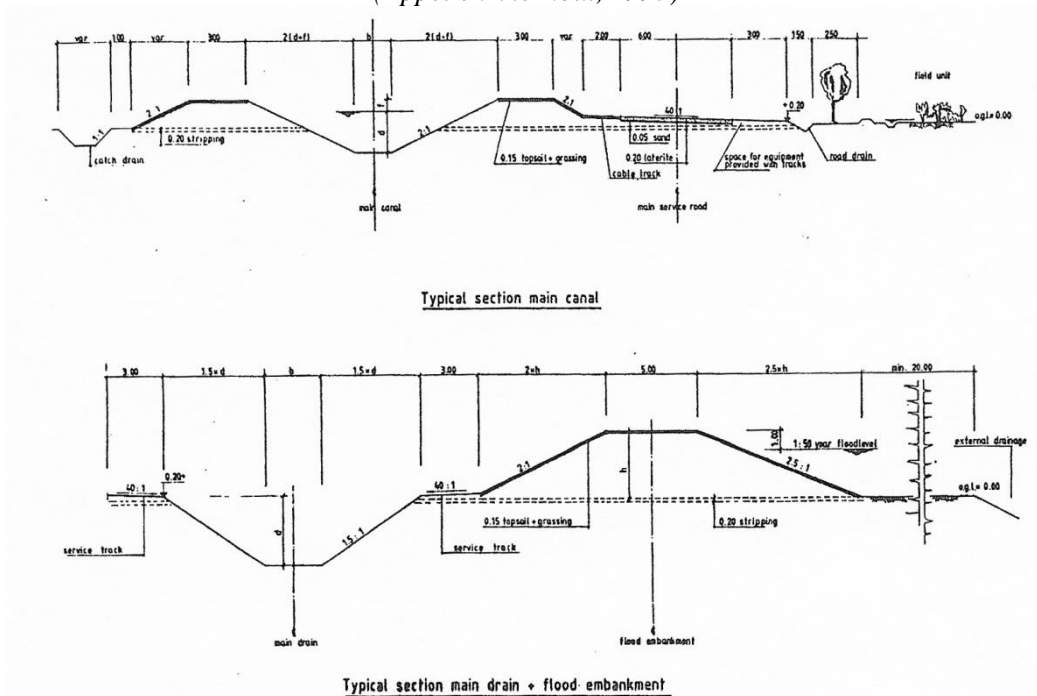 var 100 var 300 2(d+f) b 2(d+f) 3.00 var 200 600 300 150 250
field unit
2:1 f 2:1 40:1 +0.20 o.g.l.= 0.00
1:1 0.20 stripping d 2:1 0.05 sand
catch drain 0.15 topsoil + grassing 0.20 laterite space for equipment provided with tracks road drain
cable track
main canal main service road
Typical section main canal
3.00 1.5×d b 1.5×d 3.00 2×h 5.00 2.5×h min. 20.00
1.00 1:50 year floodlevel external drainage
40:1 0.20+ 40:1 2:1 h 2.5:1 o.g.l.= 0.00
d 1.5:1 0.15 topsoil + grassing 0.20 stripping
service track service track
main drain flood embankment
Typical section main drain + flood embankment